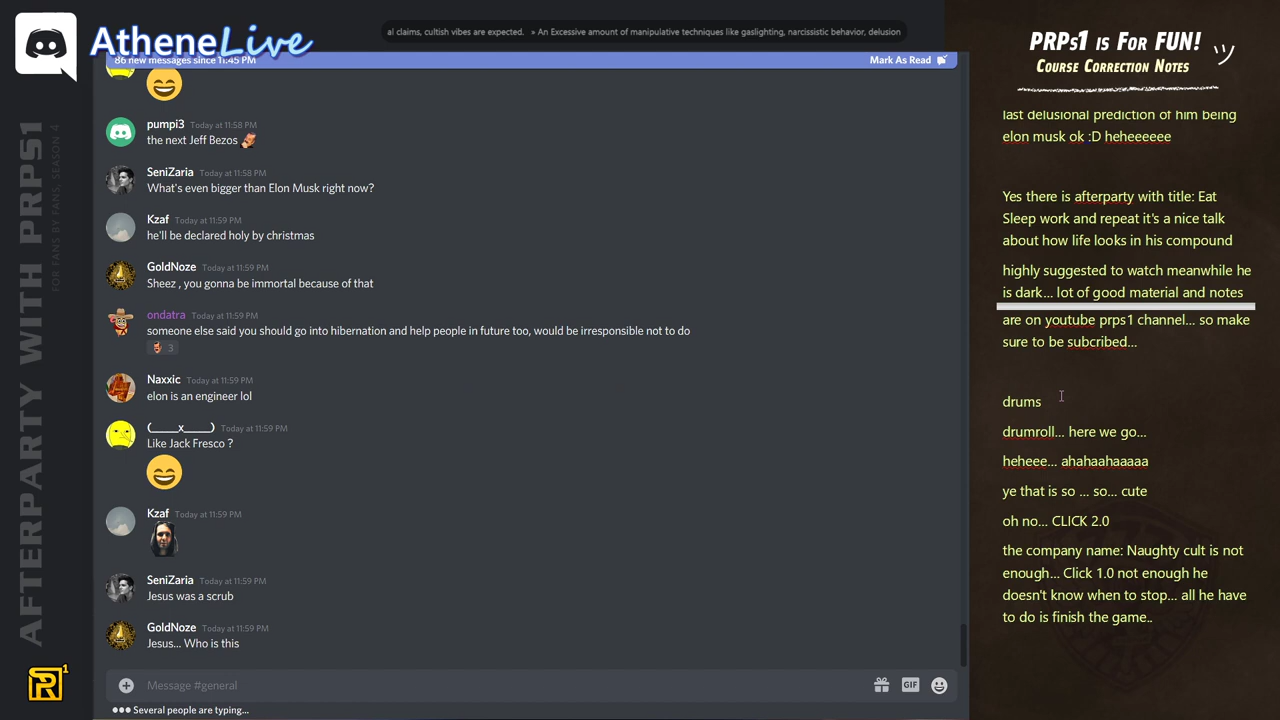 AtheneLive
al claims, cultish vibes are expected. » An Excessive amount of manipulative techniques like gaslighting, narcissistic behavior, delusion
86 new messages since 11:45 PM
Mark As Read
pumpi3 Today at 11:58 PM
the next Jeff Bezos
SeniZaria Today at 11:58 PM
What's even bigger than Elon Musk right now?
Kzaf Today at 11:59 PM
he'll be declared holy by christmas
GoldNoze Today at 11:59 PM
Sheez , you gonna be immortal because of that
ondatra Today at 11:59 PM
someone else said you should go into hibernation and help people in future too, would be irresponsible not to do
3
Naxxic Today at 11:59 PM
elon is an engineer lol
(_____x_____) Today at 11:59 PM
Like Jack Fresco ?
Kzaf Today at 11:59 PM
SeniZaria Today at 11:59 PM
Jesus was a scrub
GoldNoze Today at 11:59 PM
Jesus... Who is this
Message #general
GIF
Several people are typing...
AFTERPARTY WITH PRPS1
FOR FANS BY FANS, SEASON 4
R1
PRPs1 is For FUN!
Course Correction Notes
ツ
last delusional prediction of him being
elon musk ok :D heheeeeee
Yes there is afterparty with title: Eat
Sleep work and repeat it's a nice talk
about how life looks in his compound
highly suggested to watch meanwhile he
is dark... lot of good material and notes
are on youtube prps1 channel... so make
sure to be subcribed...
drums
drumroll... here we go...
heheee... ahahaahaaaaa
ye that is so ... so... cute
oh no... CLICK 2.0
the company name: Naughty cult is not
enough... Click 1.0 not enough he
doesn't know when to stop... all he have
to do is finish the game..